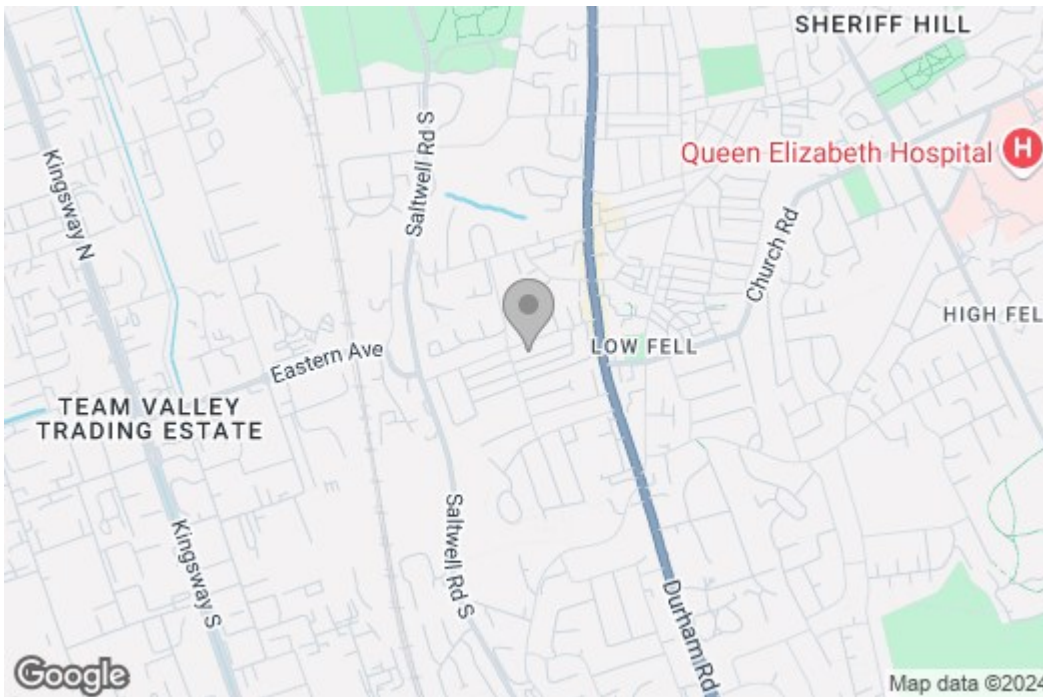 SHERIFF HILL
Queen Elizabeth Hospital
H
Kingsway N
Saltwell Rd S
Church Rd
HIGH FEL
LOW FELL
Eastern Ave
TEAM VALLEY
TRADING ESTATE
Saltwell Rd S
Kingsway S
Durham Rd
Google
Map data ©2024